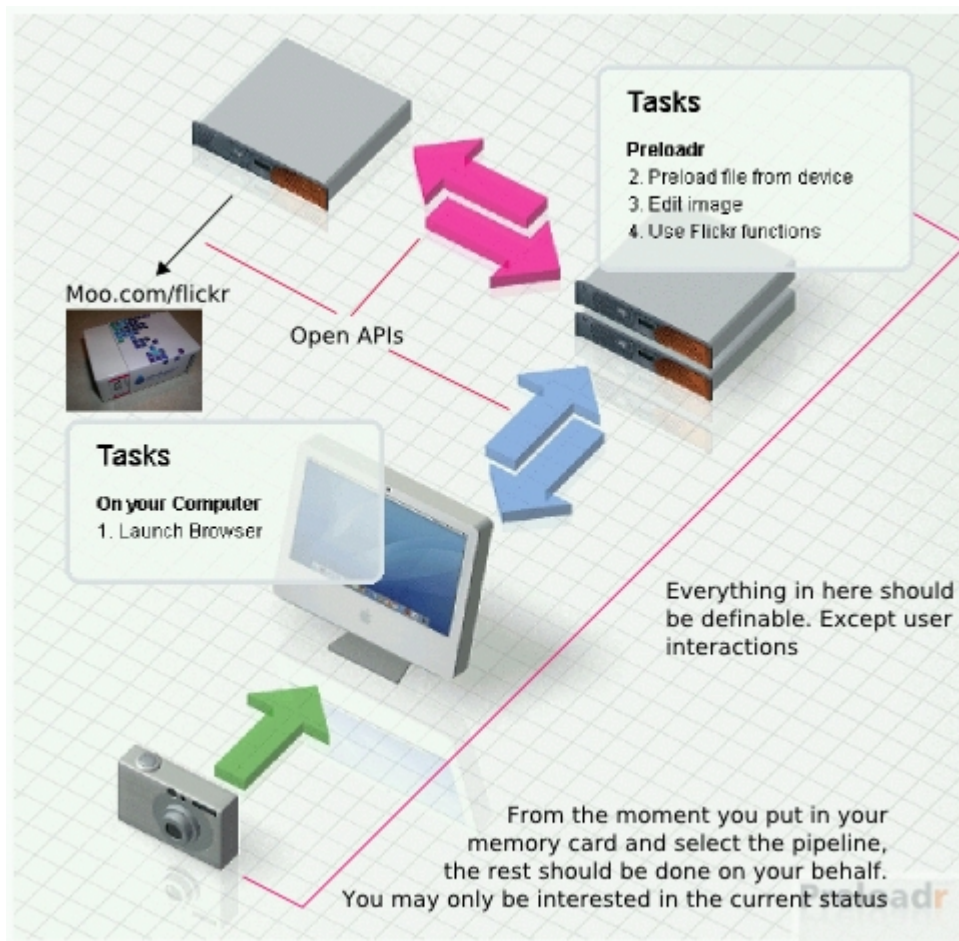 Tasks
Preloadr
2. Preload file from device
3. Edit image
4. Use Flickr functions
Moo.com/flickr
Open APIs
Tasks
On your Computer
1. Launch Browser
Everything in here should
be definable. Except user
interactions
From the moment you put in your
memory card and select the pipeline,
the rest should be done on your behalf.
You may only be interested in the current status
Preloadr